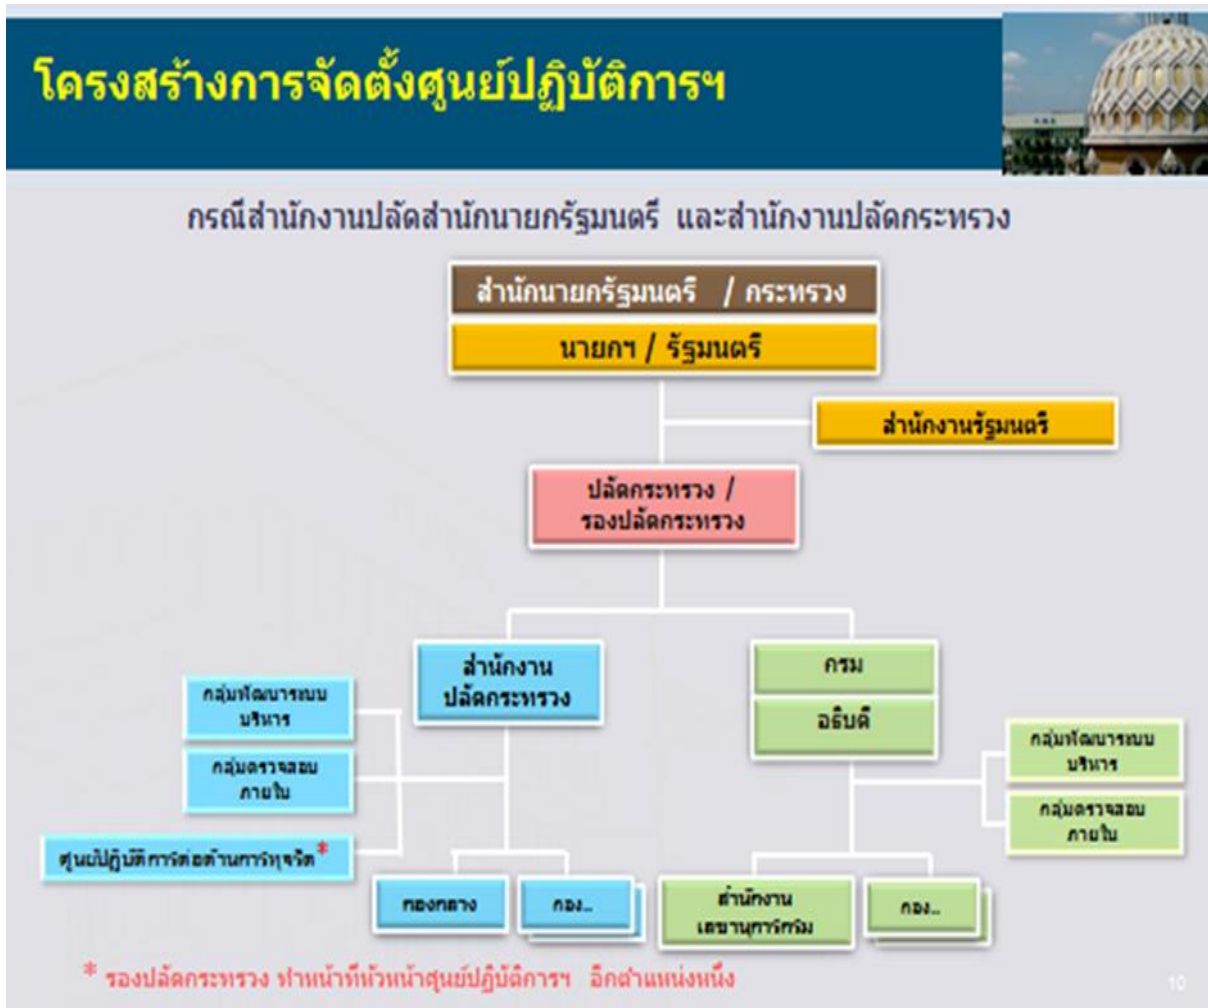 โครงสร้างการจัดตั้งศูนย์ปฏิบัติการฯ
กรณีสำนักงานปลัดสำนักนายกรัฐมนตรี และสำนักงานปลัดกระทรวง
สำนักนายกรัฐมนตรี / กระทรวง
นายกฯ / รัฐมนตรี
สำนักงานรัฐมนตรี
ปลัดกระทรวง /
รองปลัดกระทรวง
สำนักงาน
ปลัดกระทรวง
กรม
อธิบดี
กลุ่มพัฒนาระบบ
บริหาร
กลุ่มตรวจสอบ
ภายใน
ศูนย์ปฏิบัติการต่อต้านการทุจริต*
กลุ่มพัฒนาระบบ
บริหาร
กลุ่มตรวจสอบ
ภายใน
กองกลาง
กอง..
สำนักงาน
เลขานุการกรม
กอง..
* รองปลัดกระทรวง ทำหน้าที่หัวหน้าศูนย์ปฏิบัติการฯ อีกตำแหน่งหนึ่ง
10